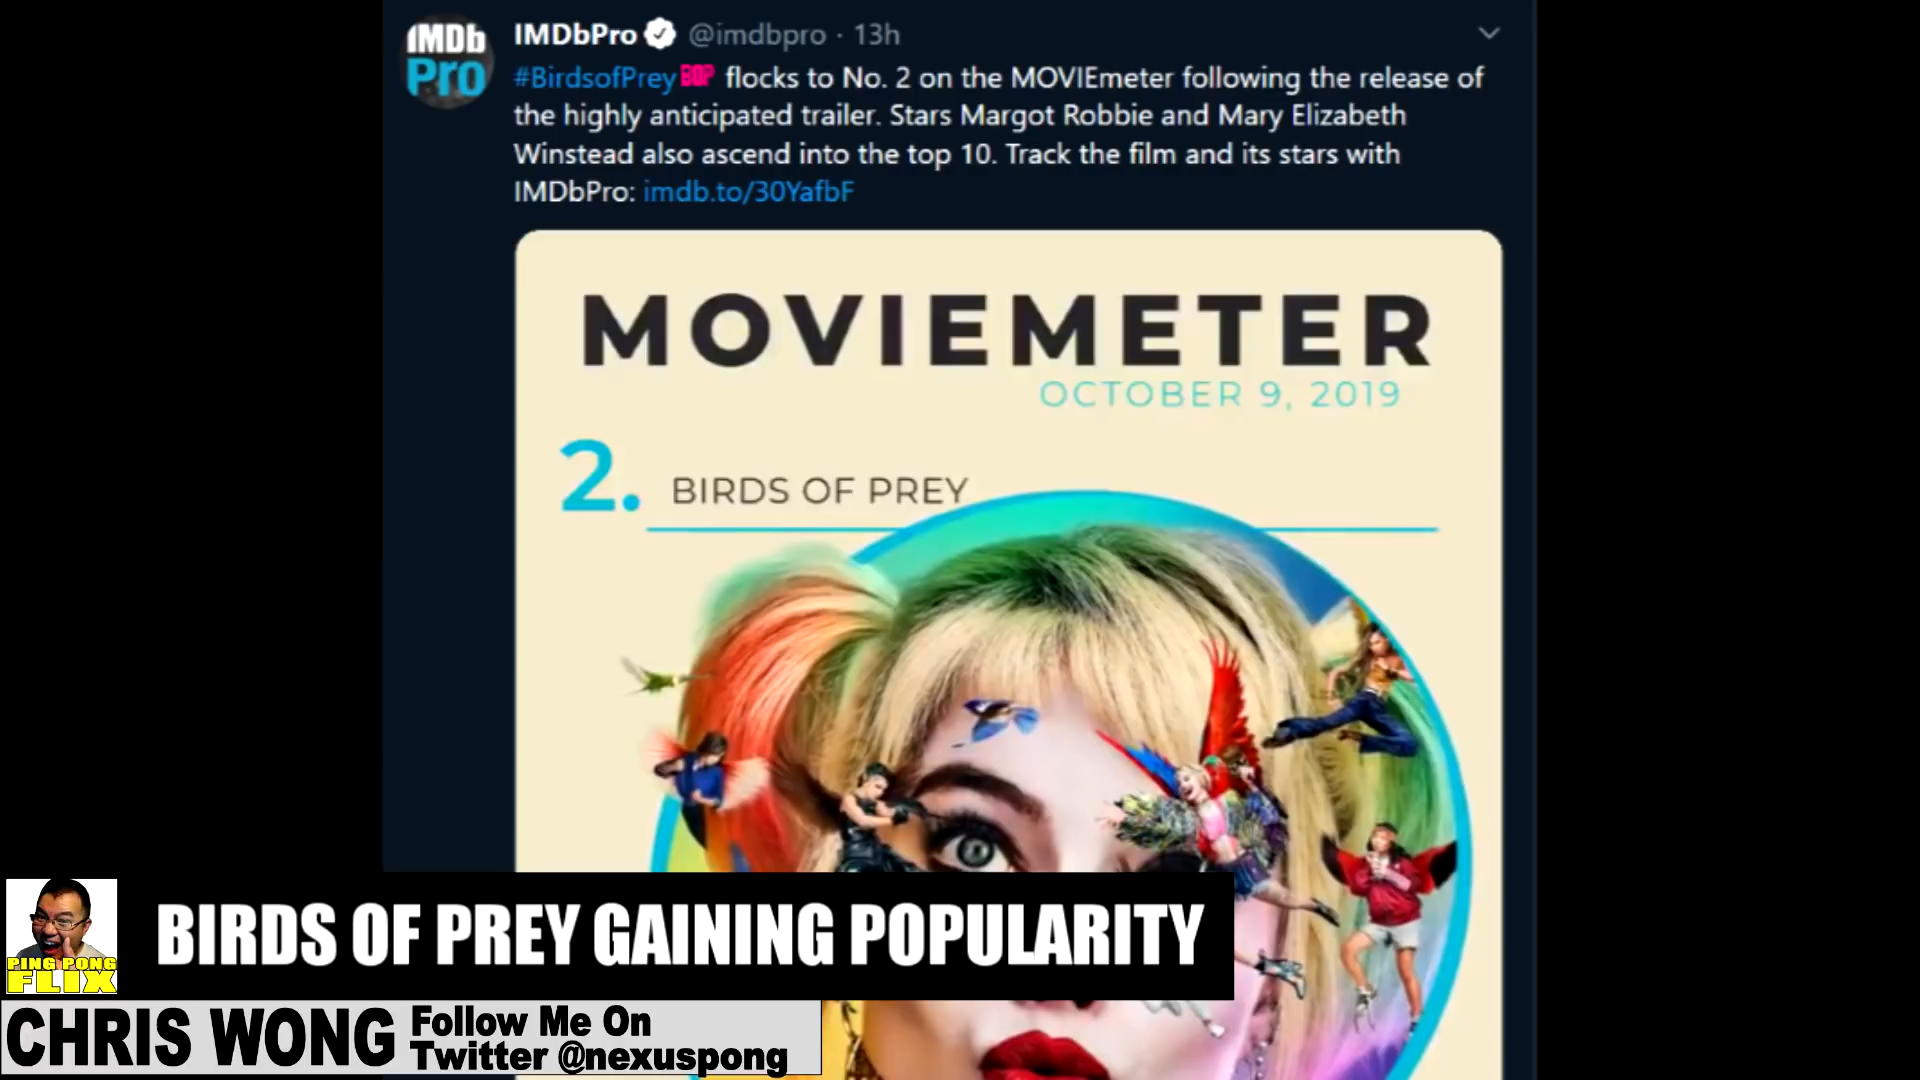 IMDb
Pro
IMDbPro @imdbpro · 13h
#BirdsofPrey BOP flocks to No. 2 on the MOVIEmeter following the release of
the highly anticipated trailer. Stars Margot Robbie and Mary Elizabeth
Winstead also ascend into the top 10. Track the film and its stars with
IMDbPro: imdb.to/30YafbF
MOVIEMETER
OCTOBER 9, 2019
2. BIRDS OF PREY
BIRDS OF PREY GAINING POPULARITY
PING PONG
FLIX
CHRIS WONG
Follow Me On
Twitter @nexuspong